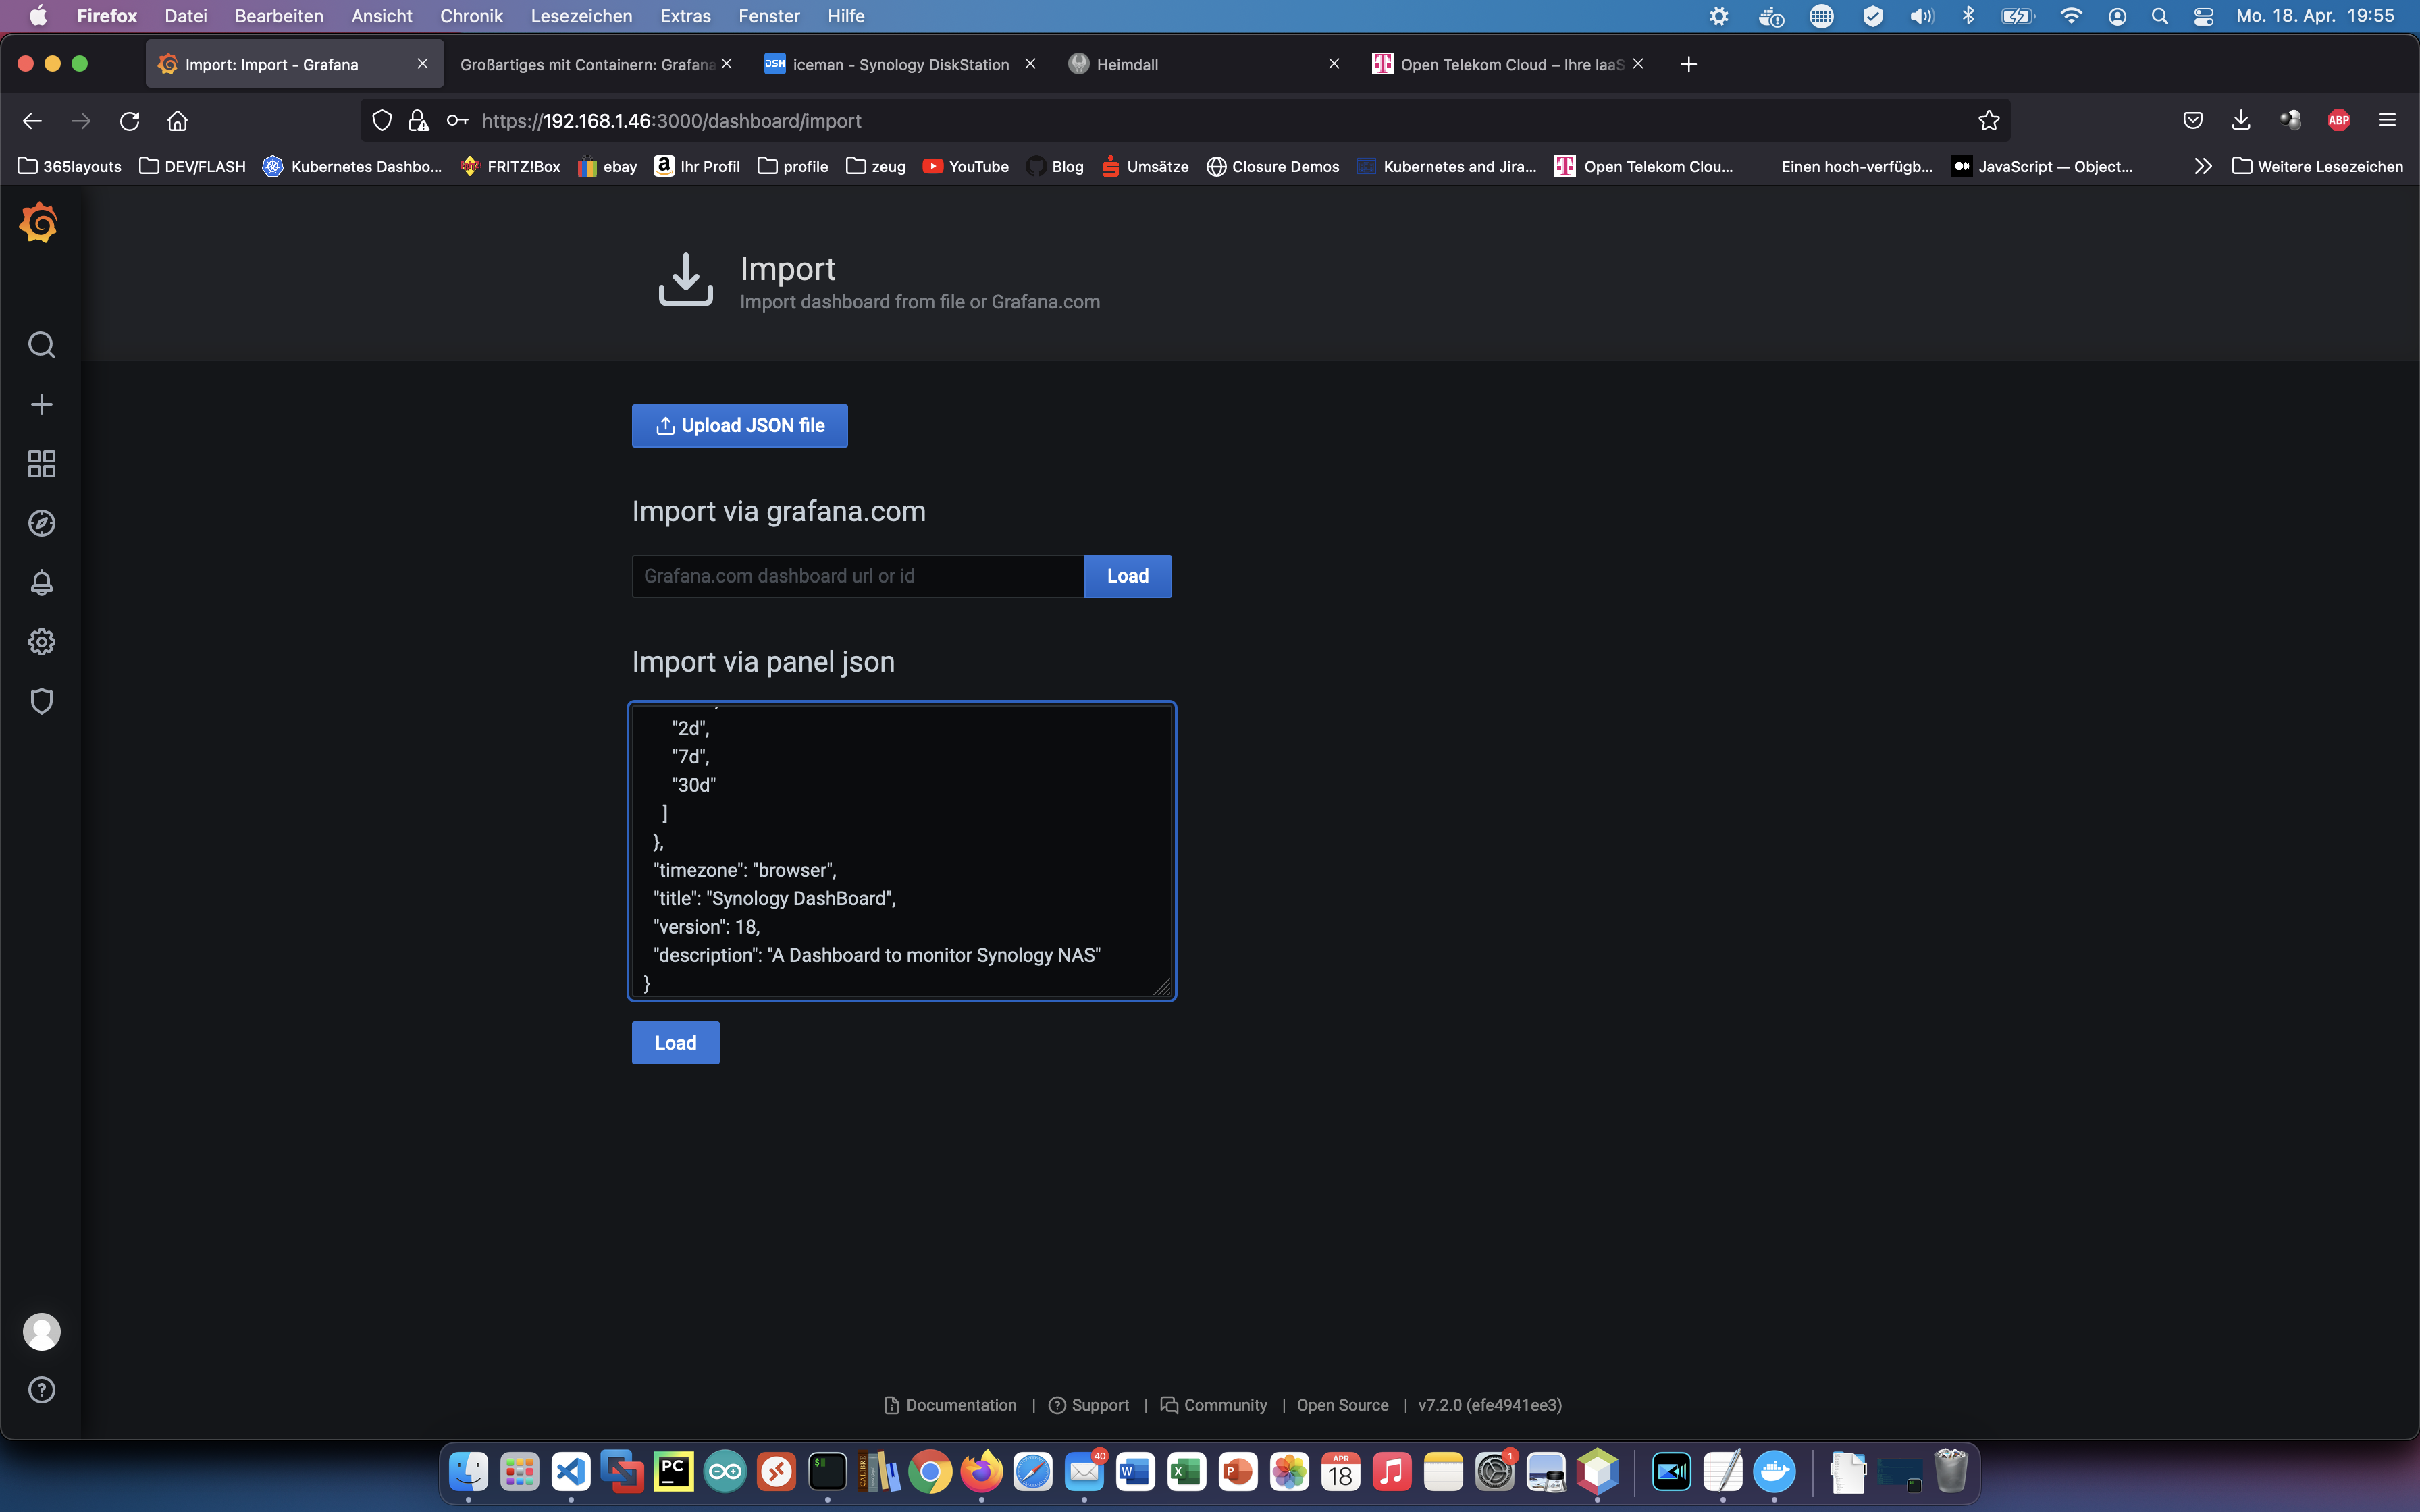 Firefox Datei Bearbeiten Ansicht Chronik Lesezeichen Extras Fenster Hilfe Mo. 18. Apr. 19:55
Import: Import - Grafana Großartiges mit Containern: Grafana DSM iceman - Synology DiskStation Heimdall Open Telekom Cloud – Ihre IaaS
https://192.168.1.46:3000/dashboard/import ABP
365layouts DEV/FLASH Kubernetes Dashbo... FRITZ!Box ebay Ihr Profil profile zeug YouTube Blog Umsätze Closure Demos Kubernetes and Jira... Open Telekom Clou... Einen hoch-verfügb... JavaScript — Object... Weitere Lesezeichen
Import
Import dashboard from file or Grafana.com
Upload JSON file
Import via grafana.com
Grafana.com dashboard url or id Load
Import via panel json
"2d",
"7d",
"30d"
]
},
"timezone": "browser",
"title": "Synology DashBoard",
"version": 18,
"description": "A Dashboard to monitor Synology NAS"
}
Load
Documentation | Support | Community | Open Source | v7.2.0 (efe4941ee3)
PC CALIBRE 40 W X P APR 18 1